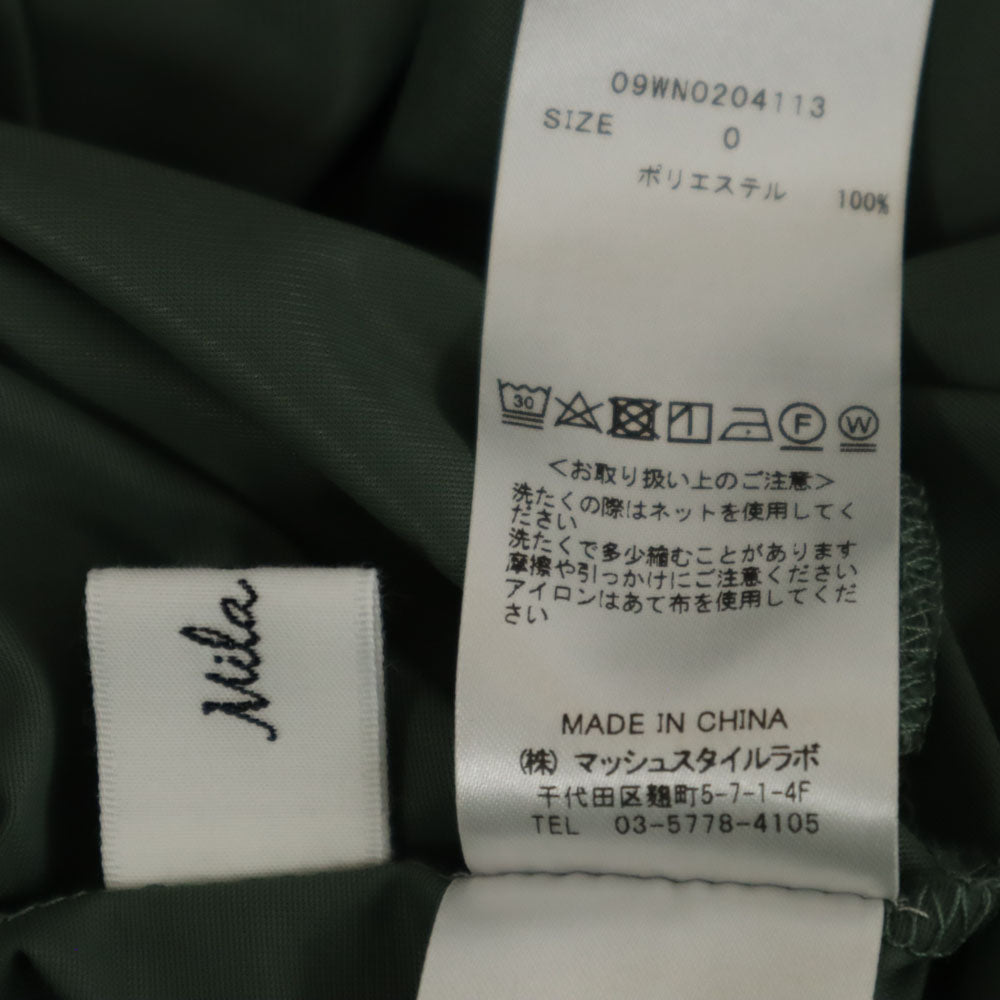 09WN0204113
SIZE 0
ポリエステル 100%
30 F W
<お取り扱い上のご注意>
洗たくの際はネットを使用してく
ださい
洗たくで多少縮むことがあります
摩擦や引っかけにご注意ください
アイロンはあて布を使用してくだ
さい
MADE IN CHINA
(株) マッシュスタイルラボ
千代田区麹町5-7-1-4F
TEL 03-5778-4105
Mila